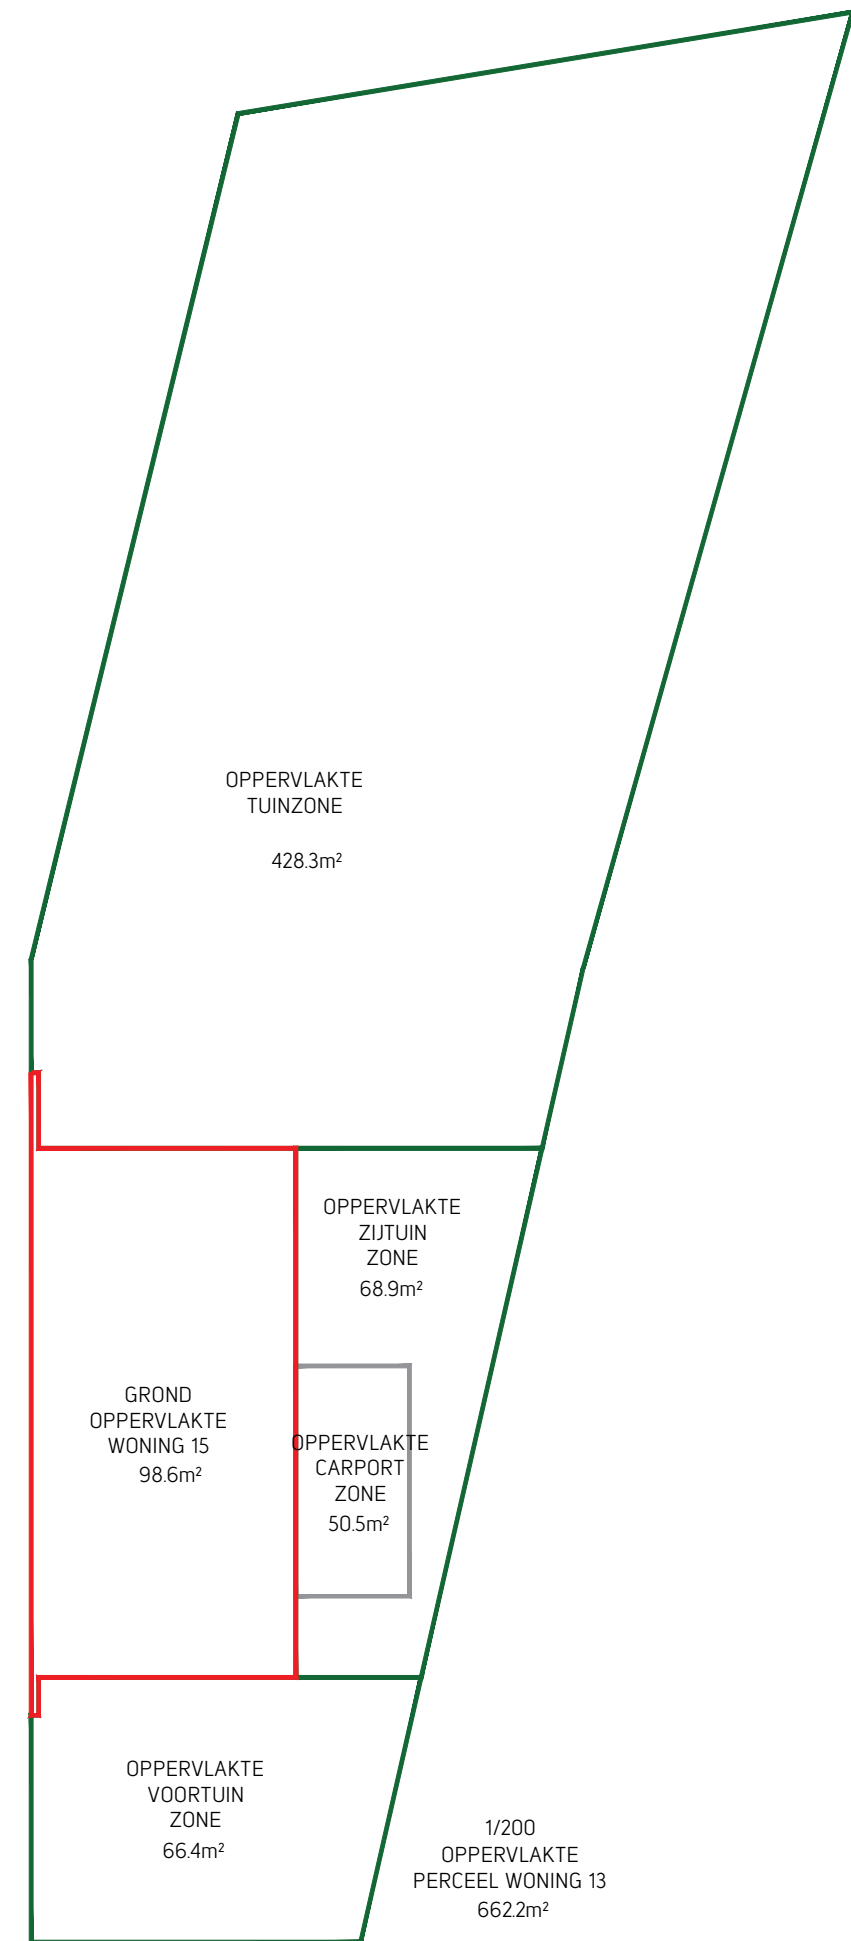 OPPERVLAKTE
TUINZONE
428.3m²
OPPERVLAKTE
ZIJTUIN
ZONE
68.9m²
GROND
OPPERVLAKTE
WONING 15
98.6m²
OPPERVLAKTE
CARPORT
ZONE
50.5m²
OPPERVLAKTE
VOORTUIN
ZONE
66.4m²
1/200
OPPERVLAKTE
PERCEEL WONING 13
662.2m²